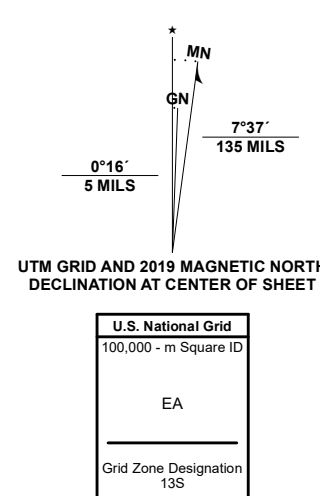 ★
MN
GN
7°37´
135 MILS
0°16´
5 MILS
UTM GRID AND 2019 MAGNETIC NORTH
DECLINATION AT CENTER OF SHEET
U.S. National Grid
100,000 - m Square ID
EA
Grid Zone Designation
13S